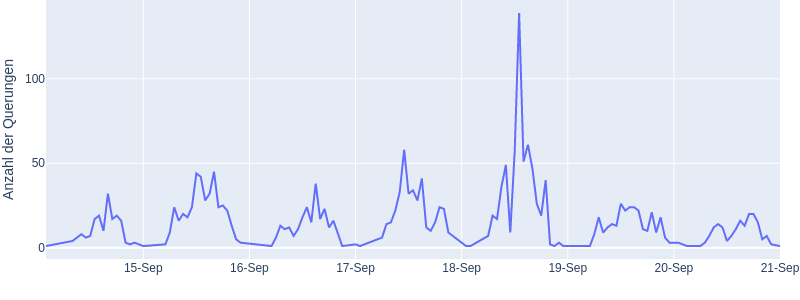 Anzahl der Querungen
100
50
0
15-Sep
16-Sep
17-Sep
18-Sep
19-Sep
20-Sep
21-Sep